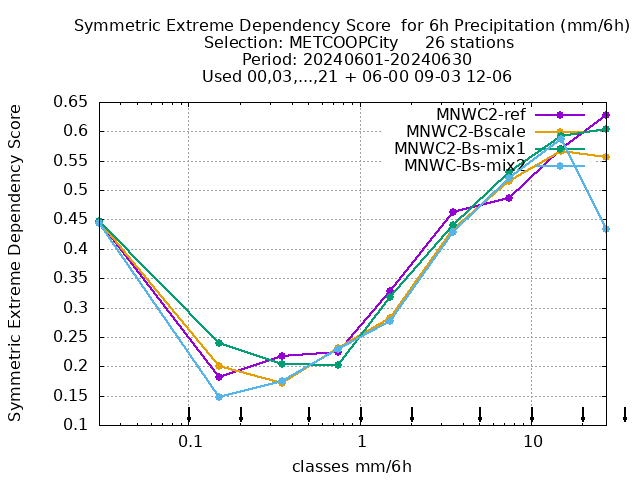 Symmetric Extreme Dependency Score  for 6h Precipitation (mm/6h)
Selection: METCOOPCity     26 stations
Period: 20240601-20240630
Used 00,03,...,21 + 06-00 09-03 12-06
Symmetric Extreme Dependency Score
0.65
0.6
0.55
0.5
0.45
0.4
0.35
0.3
0.25
0.2
0.15
0.1
MNWC2-ref
MNWC2-Bscale
MNWC2-Bs-mix1
MNWC-Bs-mix2
0.1 1 10
classes mm/6h